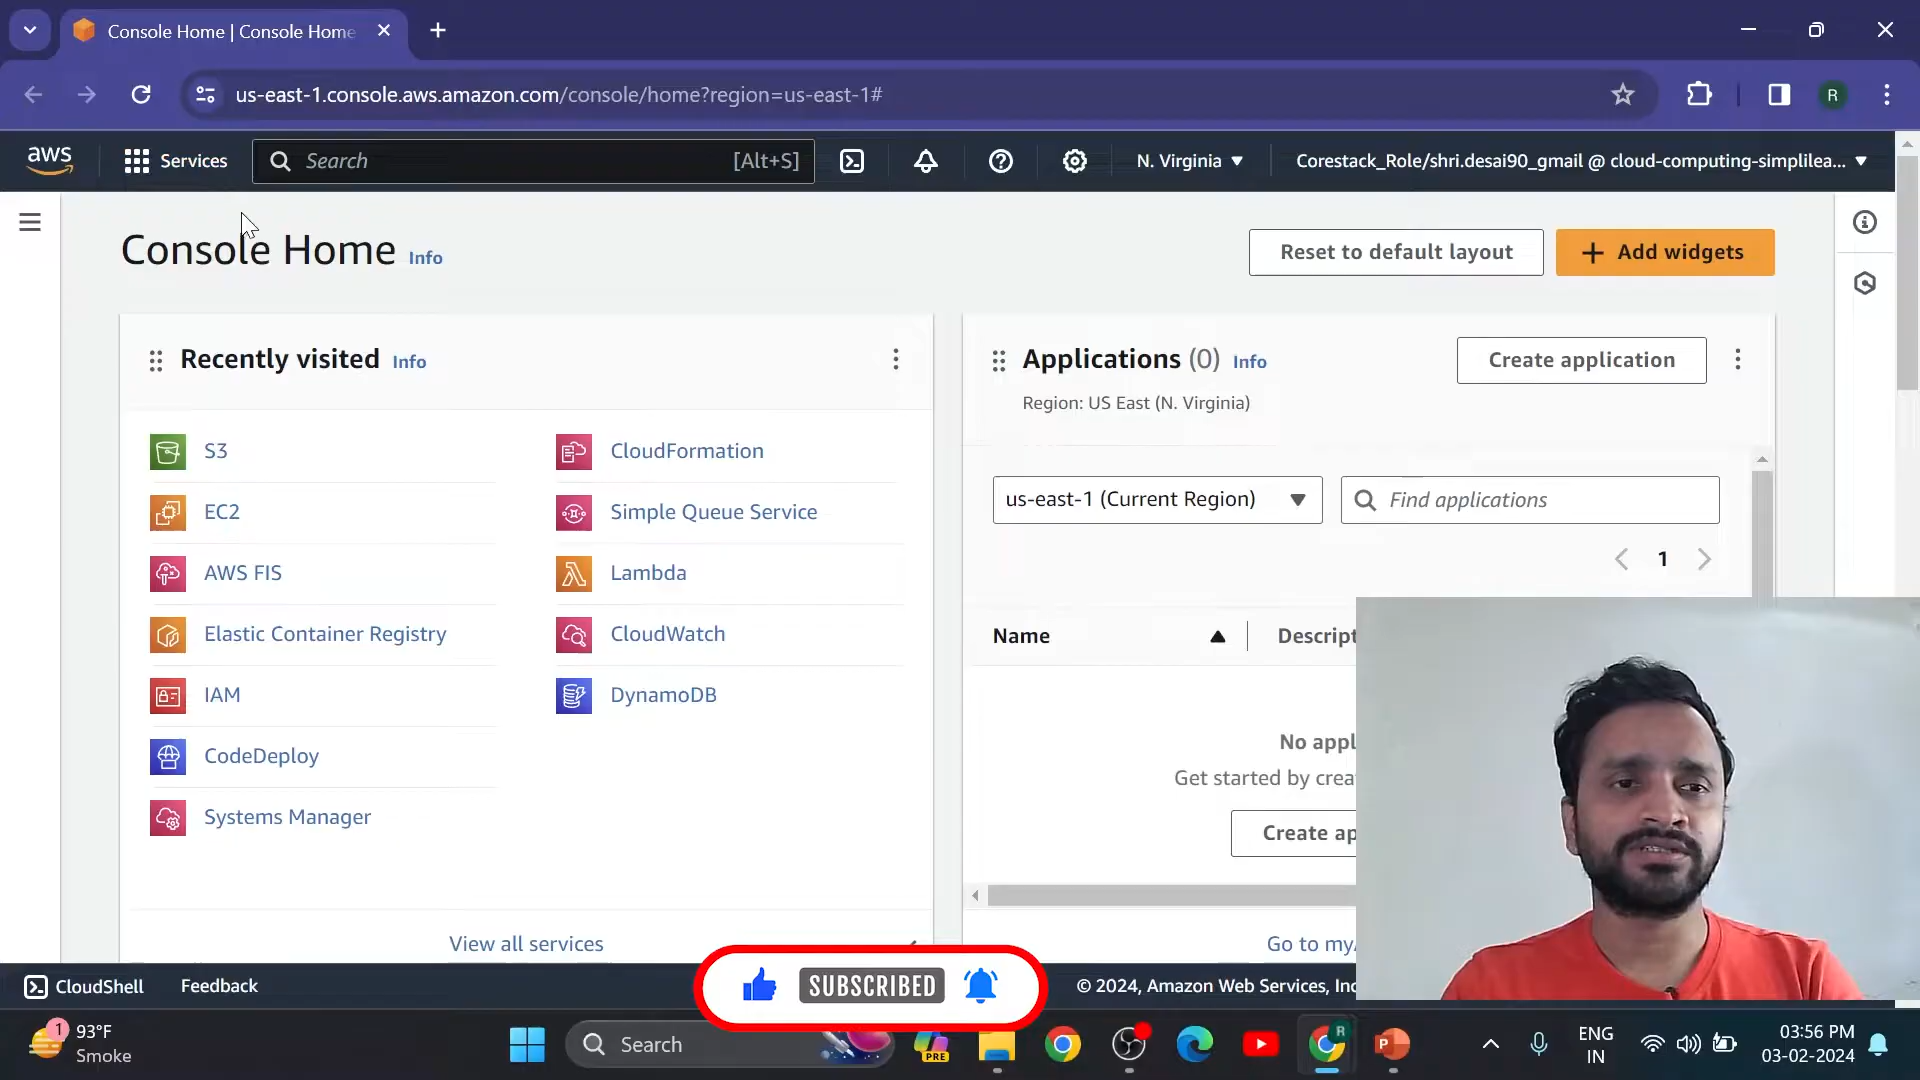 Console Home | Console Home
us-east-1.console.aws.amazon.com/console/home?region=us-east-1#
R
aws
Services
Search
[Alt+S]
N. Virginia
Corestack_Role/shri.desai90_gmail @ cloud-computing-simplilea...
Console Home Info
Reset to default layout
Add widgets
Recently visited Info
S3
EC2
AWS FIS
Elastic Container Registry
IAM
CodeDeploy
Systems Manager
CloudFormation
Simple Queue Service
Lambda
CloudWatch
DynamoDB
View all services
Applications (0) Info
Region: US East (N. Virginia)
Create application
us-east-1 (Current Region)
Find applications
1
Name
Descript
No appl
Get started by crea
Create ap
Go to my
CloudShell
Feedback
SUBSCRIBED
© 2024, Amazon Web Services, Inc
1
93°F
Smoke
Search
PRE
R
P
ENG
IN
03:56 PM
03-02-2024